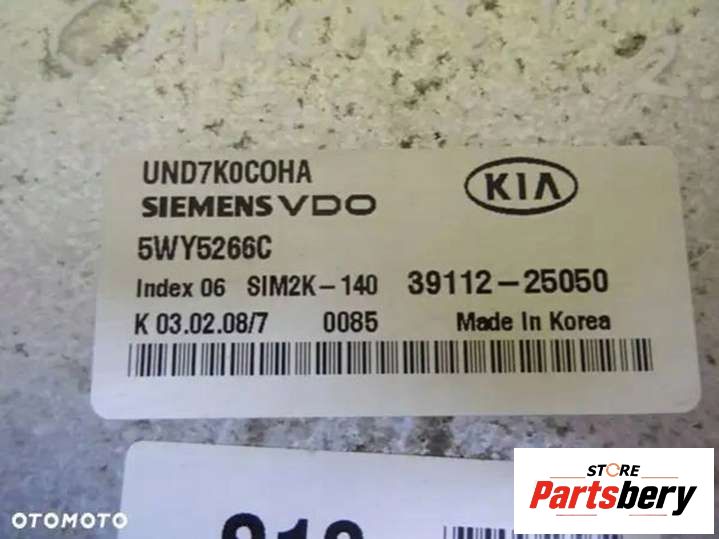 UND7K0COHA
KIA
SIEMENS VDO
5WY5266C
Index 06 SIM2K-140 39112-25050
K 03.02.08/7 0085 Made In Korea
OTOMOTO
STORE
Partsbery